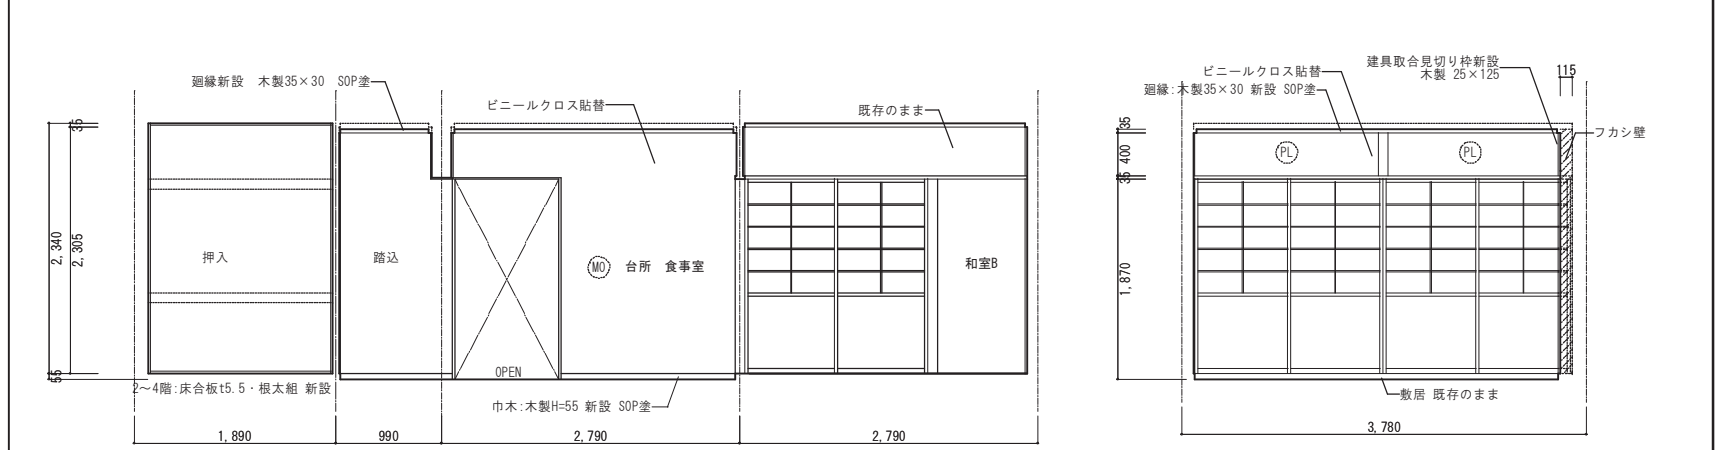 廻縁新設　木製35×30 SOP塗
ビニールクロス貼替
既存のまま
35
2,340
2,305
55
押入
踏込
MO
台所　食事室
和室B
OPEN
2～4階:床合板t5.5・根太組 新設
巾木:木製H=55 新設 SOP塗
1,890
990
2,790
2,790
建具取合見切り枠新設
木製 25×125
115
ビニールクロス貼替
廻縁:木製35×30 新設 SOP塗
フカシ壁
35
400
35
1,870
PL
PL
敷居 既存のまま
3,780